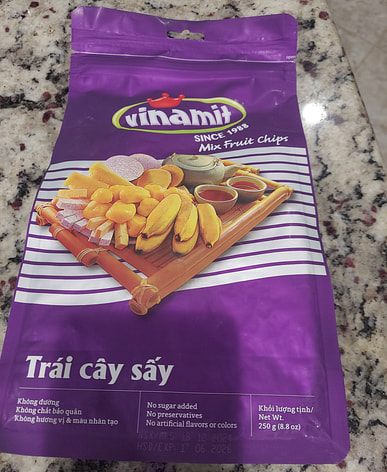 vinamit
SINCE 1988
Mix Fruit Chips
Trái cây sấy
Không đường
Không chất bảo quản
Không hương vị & màu nhân tạo
No sugar added
No preservatives
No artificial flavors or colors
Khối lượng tịnh/
Net Wt.
250 g (8.8 oz)